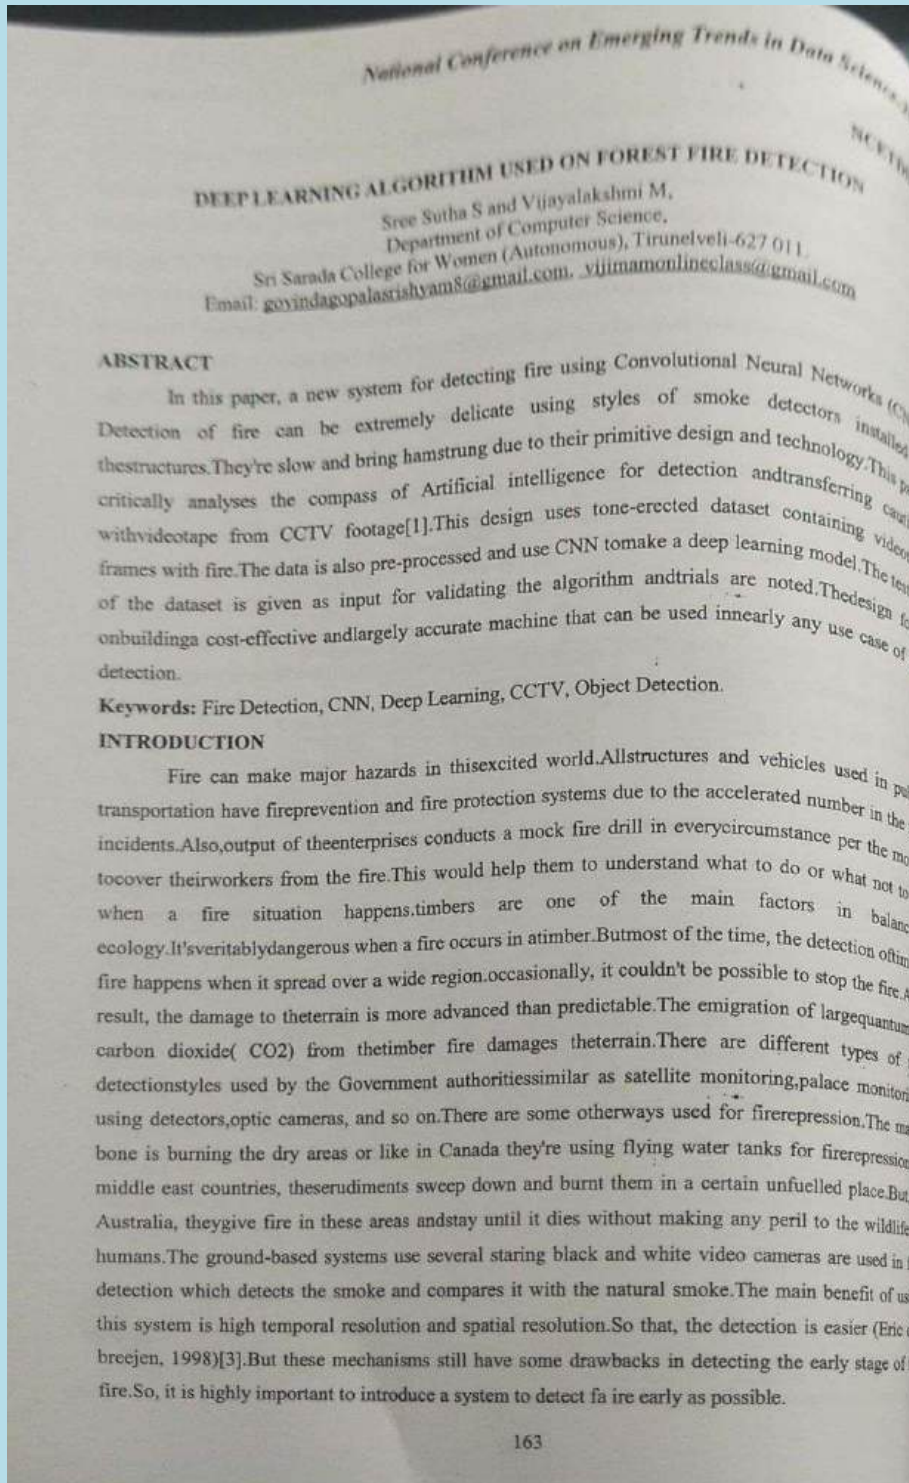 National Conference on Emerging Trends in Data Science,
DEEP LEARNING ALGORITHM USED ON FOREST FIRE DETECTION
Sree Sutha S and Vijayalakshmi M,
Department of Computer Science,
Sri Sarada College for Women (Autonomous), Tirunelveli-627 011.
Email: govindagopalasrishyam8@gmail.com, vijimamonlineclass@gmail.com
ABSTRACT
In this paper, a new system for detecting fire using Convolutional Neural Networks
Detection of fire can be extremely delicate using styles of smoke detectors installed
thestructures.They're slow and bring hamstrung due to their primitive design and technology.This
critically analyses the compass of Artificial intelligence for detection andtransferring
withvideotape from CCTV footage[1].This design uses tone-erected dataset containing
frames with fire.The data is also pre-processed and use CNN tomake a deep learning model.The
of the dataset is given as input for validating the algorithm andtrials are noted.Thedesign
onbuildinga cost-effective andlargely accurate machine that can be used innearly any use case of
detection.
Keywords: Fire Detection, CNN, Deep Learning, CCTV, Object Detection.
INTRODUCTION
Fire can make major hazards in thisexcited world.Allstructures and vehicles used in
transportation have fireprevention and fire protection systems due to the accelerated number in the
incidents.Also,output of theenterprises conducts a mock fire drill in everycircumstance per the
tocover theirworkers from the fire.This would help them to understand what to do or what not to
when a fire situation happens.timbers are one of the main factors in
ecology.It'sveritablydangerous when a fire occurs in atimber.Butmost of the time, the detection
fire happens when it spread over a wide region.occasionally, it couldn't be possible to stop the fire.
result, the damage to theterrain is more advanced than predictable.The emigration of
carbon dioxide( CO2) from thetimber fire damages theterrain.There are different types of
detectionstyles used by the Government authoritiessimilar as satellite monitoring,palace
using detectors,optic cameras, and so on.There are some otherways used for firerepression.The
bone is burning the dry areas or like in Canada they're using flying water tanks for
middle east countries, theserudiments sweep down and burnt them in a certain unfuelled place.But
Australia, theygive fire in these areas andstay until it dies without making any peril to the
humans.The ground-based systems use several staring black and white video cameras are used in
detection which detects the smoke and compares it with the natural smoke.The main benefit of
this system is high temporal resolution and spatial resolution.So that, the detection is easier (Eric
breejen, 1998)[3].But these mechanisms still have some drawbacks in detecting the early stage of
fire.So, it is highly important to introduce a system to detect fa ire early as possible.
163